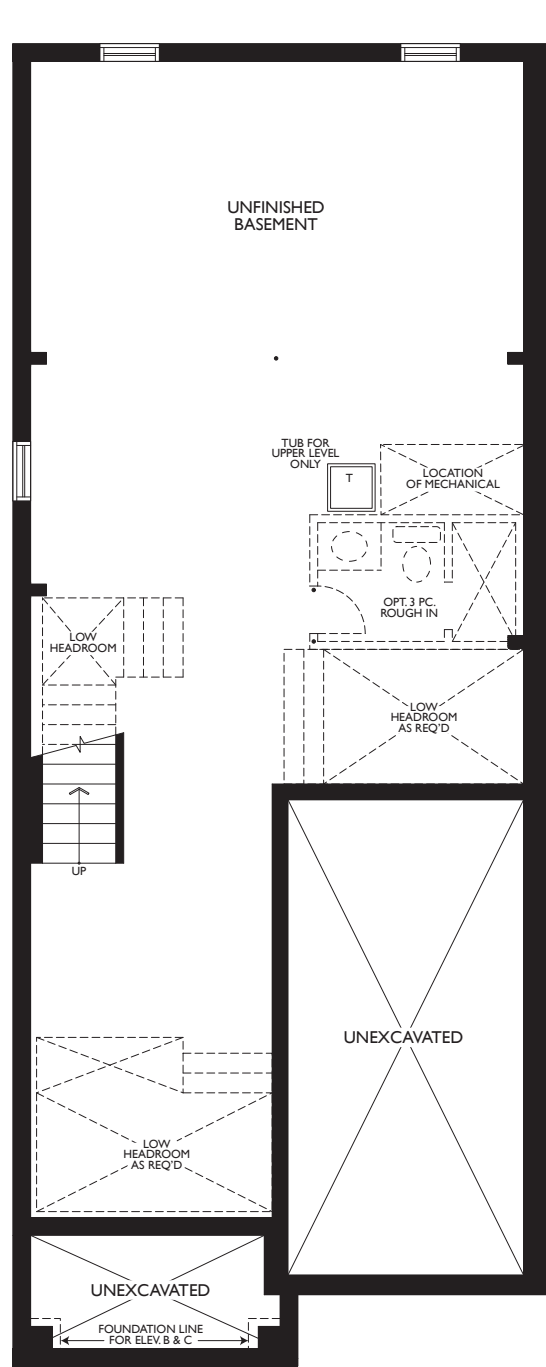 UNFINISHED
BASEMENT
TUB FOR
UPPER LEVEL
ONLY
T
LOCATION
OF MECHANICAL
OPT. 3 PC.
ROUGH IN
LOW
HEADROOM
LOW
HEADROOM
AS REQ'D
UP
UNEXCAVATED
LOW
HEADROOM
AS REQ'D
UNEXCAVATED
FOUNDATION LINE
FOR ELEV. B & C